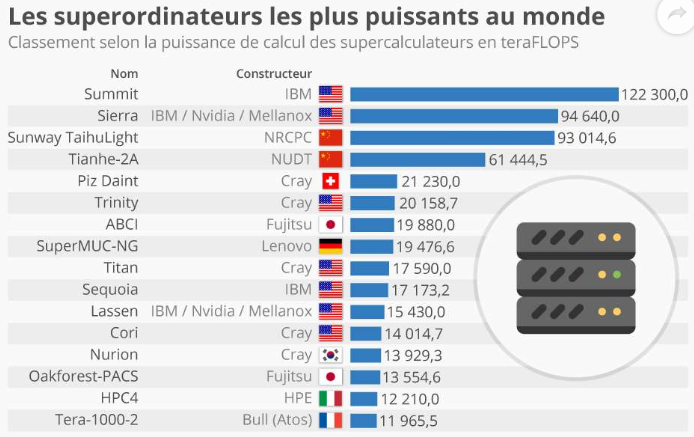 Les superordinateurs les plus puissants au monde
Classement selon la puissance de calcul des supercalculateurs en teraFLOPS
Nom Constructeur
Summit IBM 122 300,0
Sierra IBM / Nvidia / Mellanox 94 640,0
Sunway TaihuLight NRCPC 93 014,6
Tianhe-2A NUDT 61 444,5
Piz Daint Cray 21 230,0
Trinity Cray 20 158,7
ABCI Fujitsu 19 880,0
SuperMUC-NG Lenovo 19 476,6
Titan Cray 17 590,0
Sequoia IBM 17 173,2
Lassen IBM / Nvidia / Mellanox 15 430,0
Cori Cray 14 014,7
Nurion Cray 13 929,3
Oakforest-PACS Fujitsu 13 554,6
HPC4 HPE 12 210,0
Tera-1000-2 Bull (Atos) 11 965,5